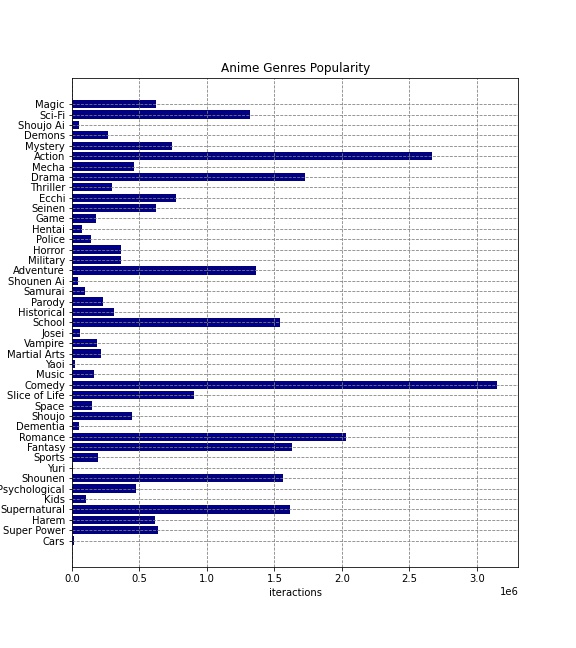 Anime Genres Popularity
Magic
Sci-Fi
Shoujo Ai
Demons
Mystery
Action
Mecha
Drama
Thriller
Ecchi
Seinen
Game
Hentai
Police
Horror
Military
Adventure
Shounen Ai
Samurai
Parody
Historical
School
Josei
Vampire
Martial Arts
Yaoi
Music
Comedy
Slice of Life
Space
Shoujo
Dementia
Romance
Fantasy
Sports
Yuri
Shounen
Psychological
Kids
Supernatural
Harem
Super Power
Cars
0.0 0.5 1.0 1.5 2.0 2.5 3.0
1e6
iteractions